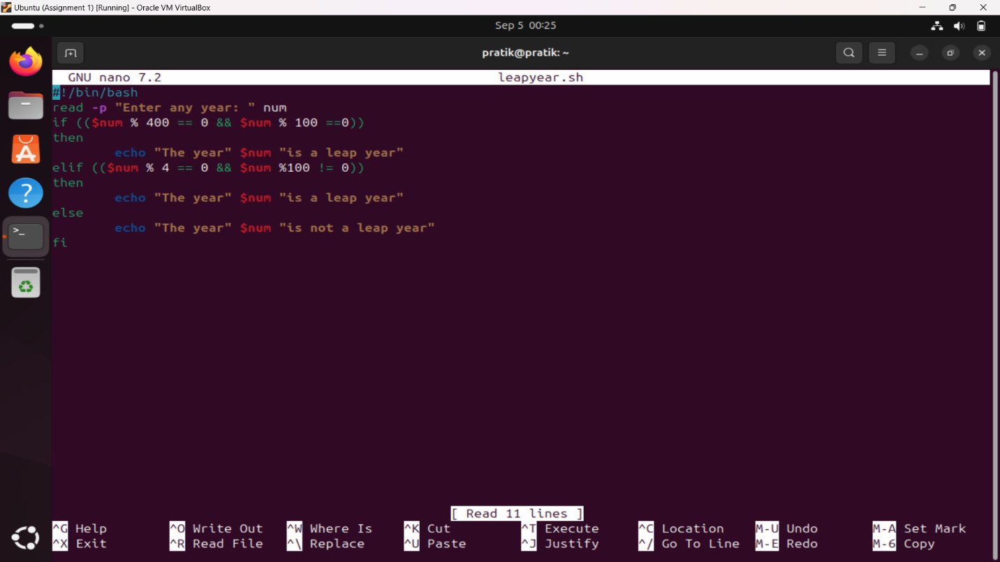 Ubuntu (Assignment 1) [Running] - Oracle VM VirtualBox
Sep 5 00:25
pratik@pratik: ~
GNU nano 7.2 leapyear.sh
#!/bin/bash
read -p "Enter any year: " num
if (($num % 400 == 0 && $num % 100 ==0))
then
echo "The year" $num "is a leap year"
elif (($num % 4 == 0 && $num %100 != 0))
then
echo "The year" $num "is a leap year"
else
echo "The year" $num "is not a leap year"
fi
[ Read 11 lines ]
^G Help ^O Write Out ^W Where Is ^K Cut ^T Execute ^C Location M-U Undo M-A Set Mark
^X Exit ^R Read File ^\ Replace ^U Paste ^J Justify ^/ Go To Line M-E Redo M-6 Copy